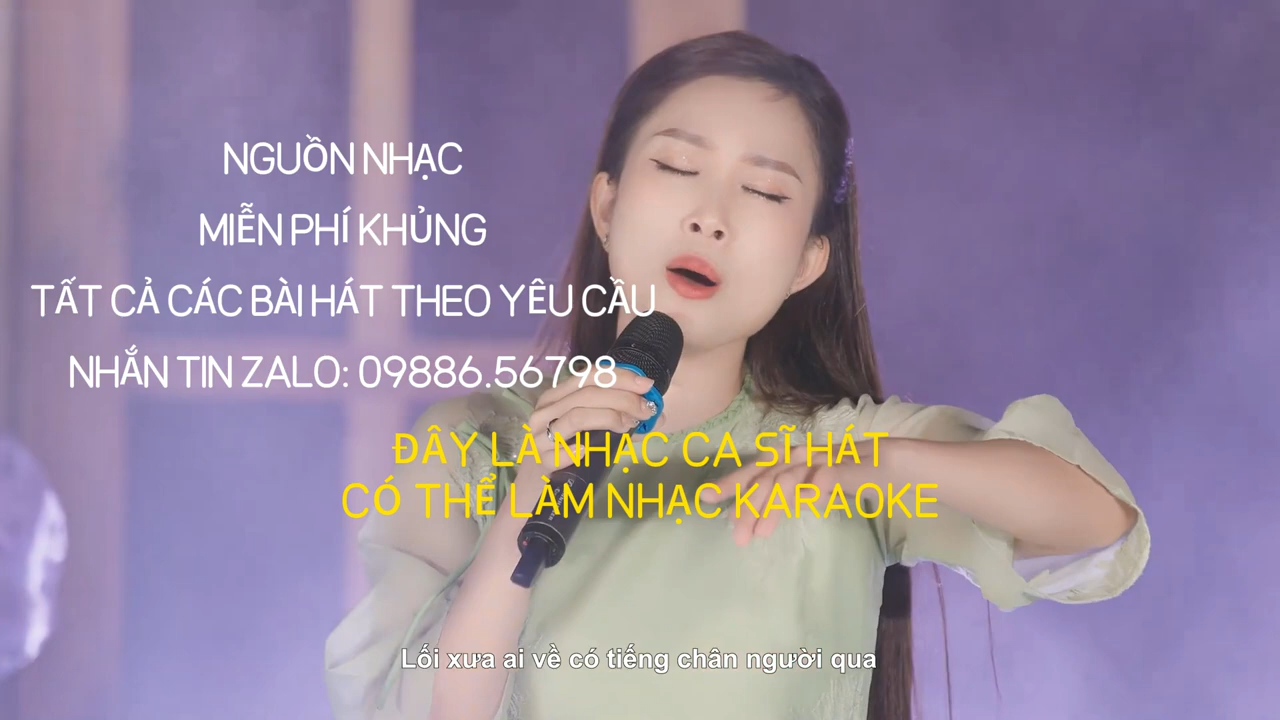 NGUỒN NHẠC
MIỄN PHÍ KHỦNG
TẤT CẢ CÁC BÀI HÁT THEO YÊU CẦU
NHẮN TIN ZALO: 09886.56798
ĐÂY LÀ NHẠC CA SĨ HÁT
CÓ THỂ LÀM NHẠC KARAOKE
Lối xưa ai về có tiếng chân người qua